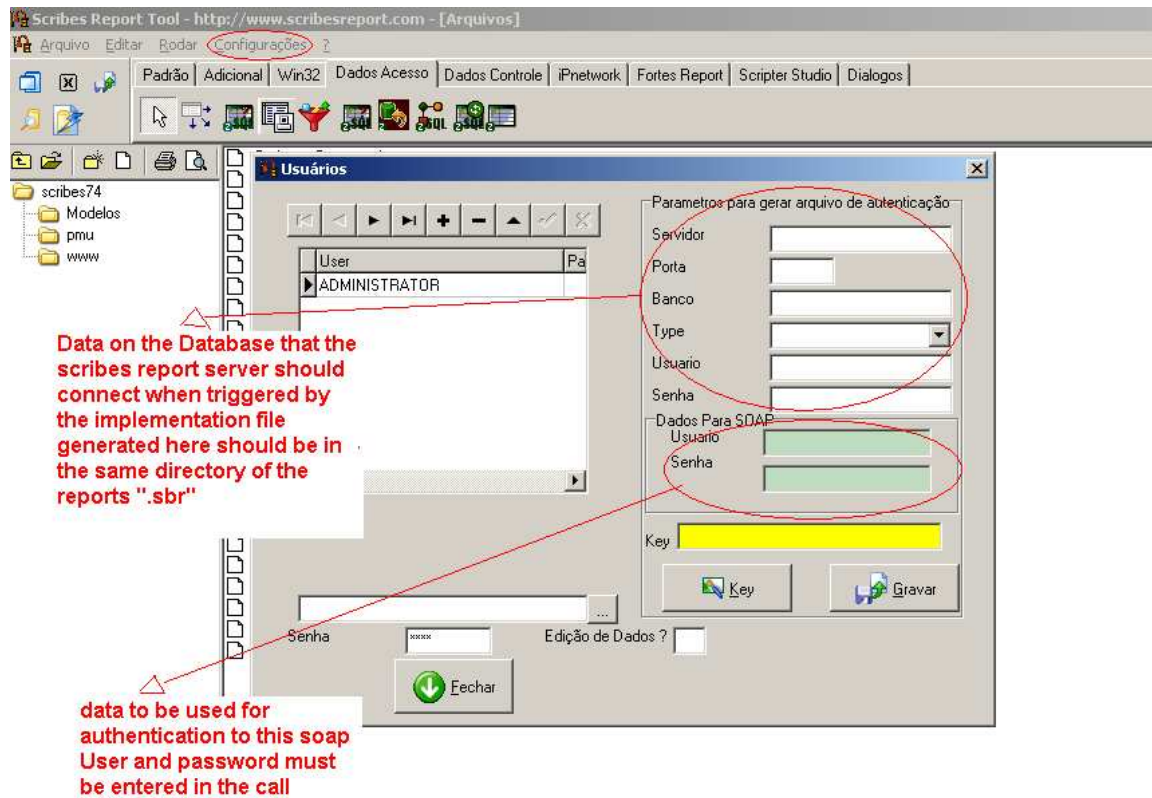 Scribes Report Tool - http://www.scribesreport.com - [Arquivos]
Arquivo Editar Rodar Configurações ?
Padrão Adicional Win32 Dados Acesso Dados Controle iPnetwork Fortes Report Scripter Studio Dialogos
scribes74
Modelos
pmu
www
Usuários
User Pa
ADMINISTRATOR
Parametros para gerar arquivo de autenticação
Servidor
Porta
Banco
Type
Usuario
Senha
Dados Para SOAP
Usuario
Senha
Key
Key Gravar
...
Senha **** Edição de Dados ?
Fechar
Data on the Database that the
scribes report server should
connect when triggered by
the implementation file
generated here should be in
the same directory of the
reports ".sbr"
data to be used for
authentication to this soap
User and password must
be entered in the call